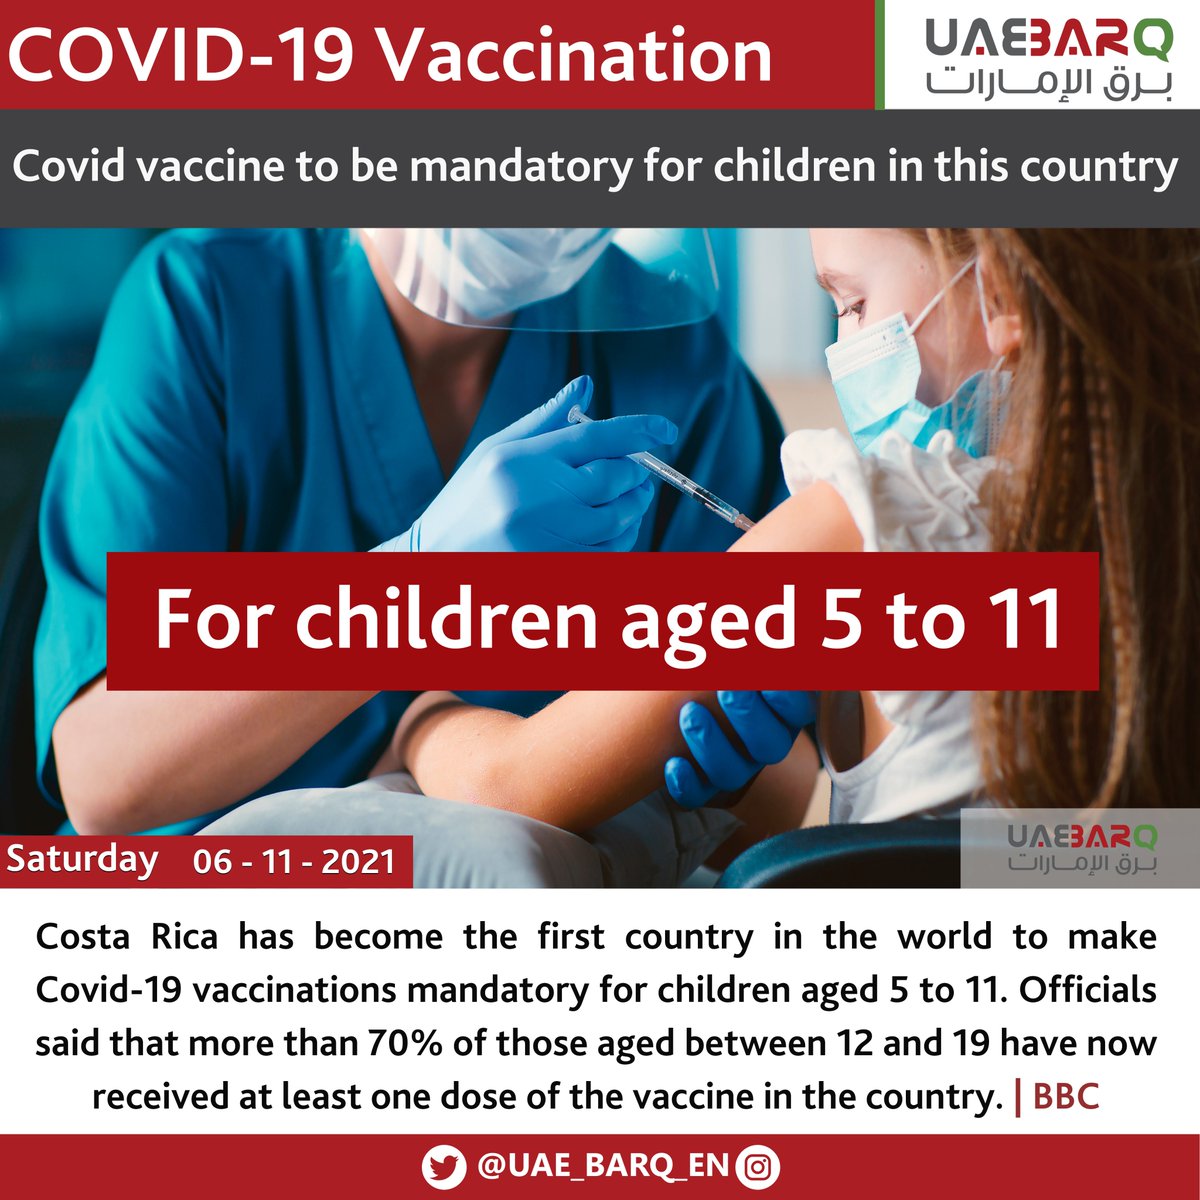 COVID-19 Vaccination
UAEBARQ
برق الإمارات
Covid vaccine to be mandatory for children in this country
For children aged 5 to 11
UAEBARQ
برق الإمارات
Saturday 06 - 11 - 2021
Costa Rica has become the first country in the world to make
Covid-19 vaccinations mandatory for children aged 5 to 11. Officials
said that more than 70% of those aged between 12 and 19 have now
received at least one dose of the vaccine in the country. | BBC
@UAE_BARQ_EN